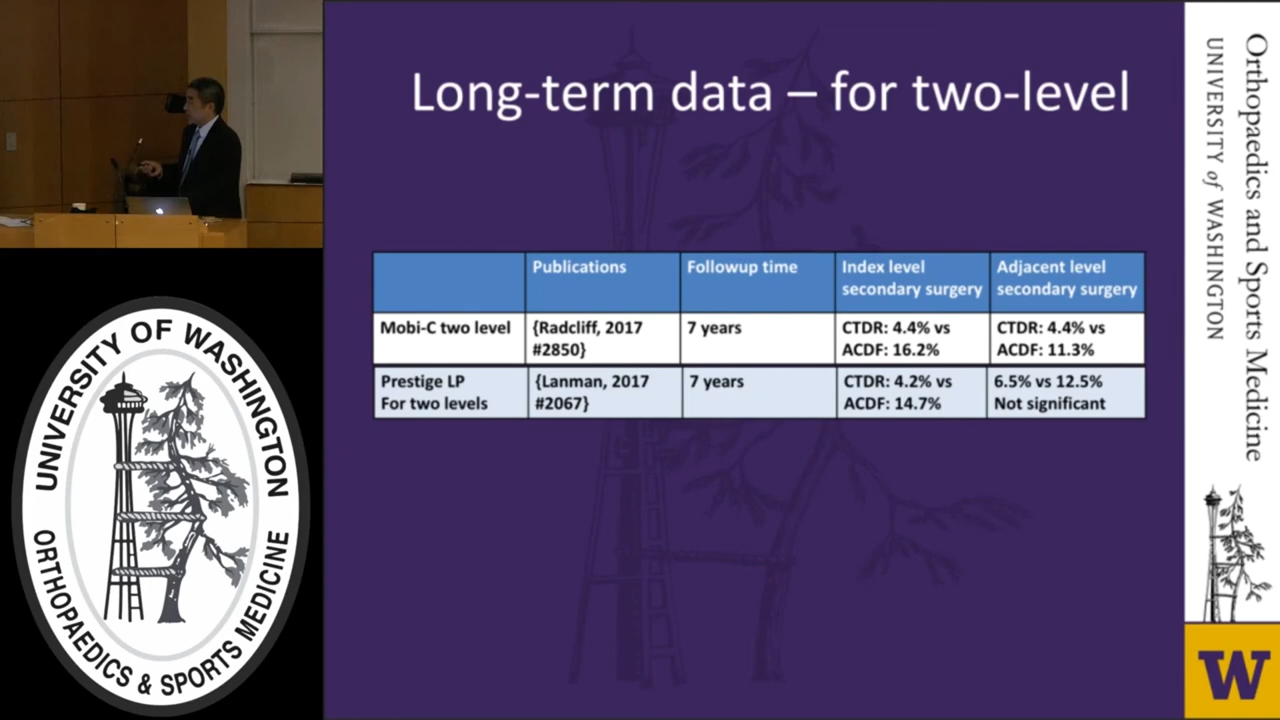 Long-term data – for two-level
Publications
Followup time
Index level
secondary surgery
Adjacent level
secondary surgery
Mobi-C two level
{Radcliff, 2017
#2850}
7 years
CTDR: 4.4% vs
ACDF: 16.2%
CTDR: 4.4% vs
ACDF: 11.3%
Prestige LP
For two levels
{Lanman, 2017
#2067}
7 years
CTDR: 4.2% vs
ACDF: 14.7%
6.5% vs 12.5%
Not significant
UNIVERSITY OF WASHINGTON
ORTHOPAEDICS & SPORTS MEDICINE
Orthopaedics and Sports Medicine
UNIVERSITY of WASHINGTON
W